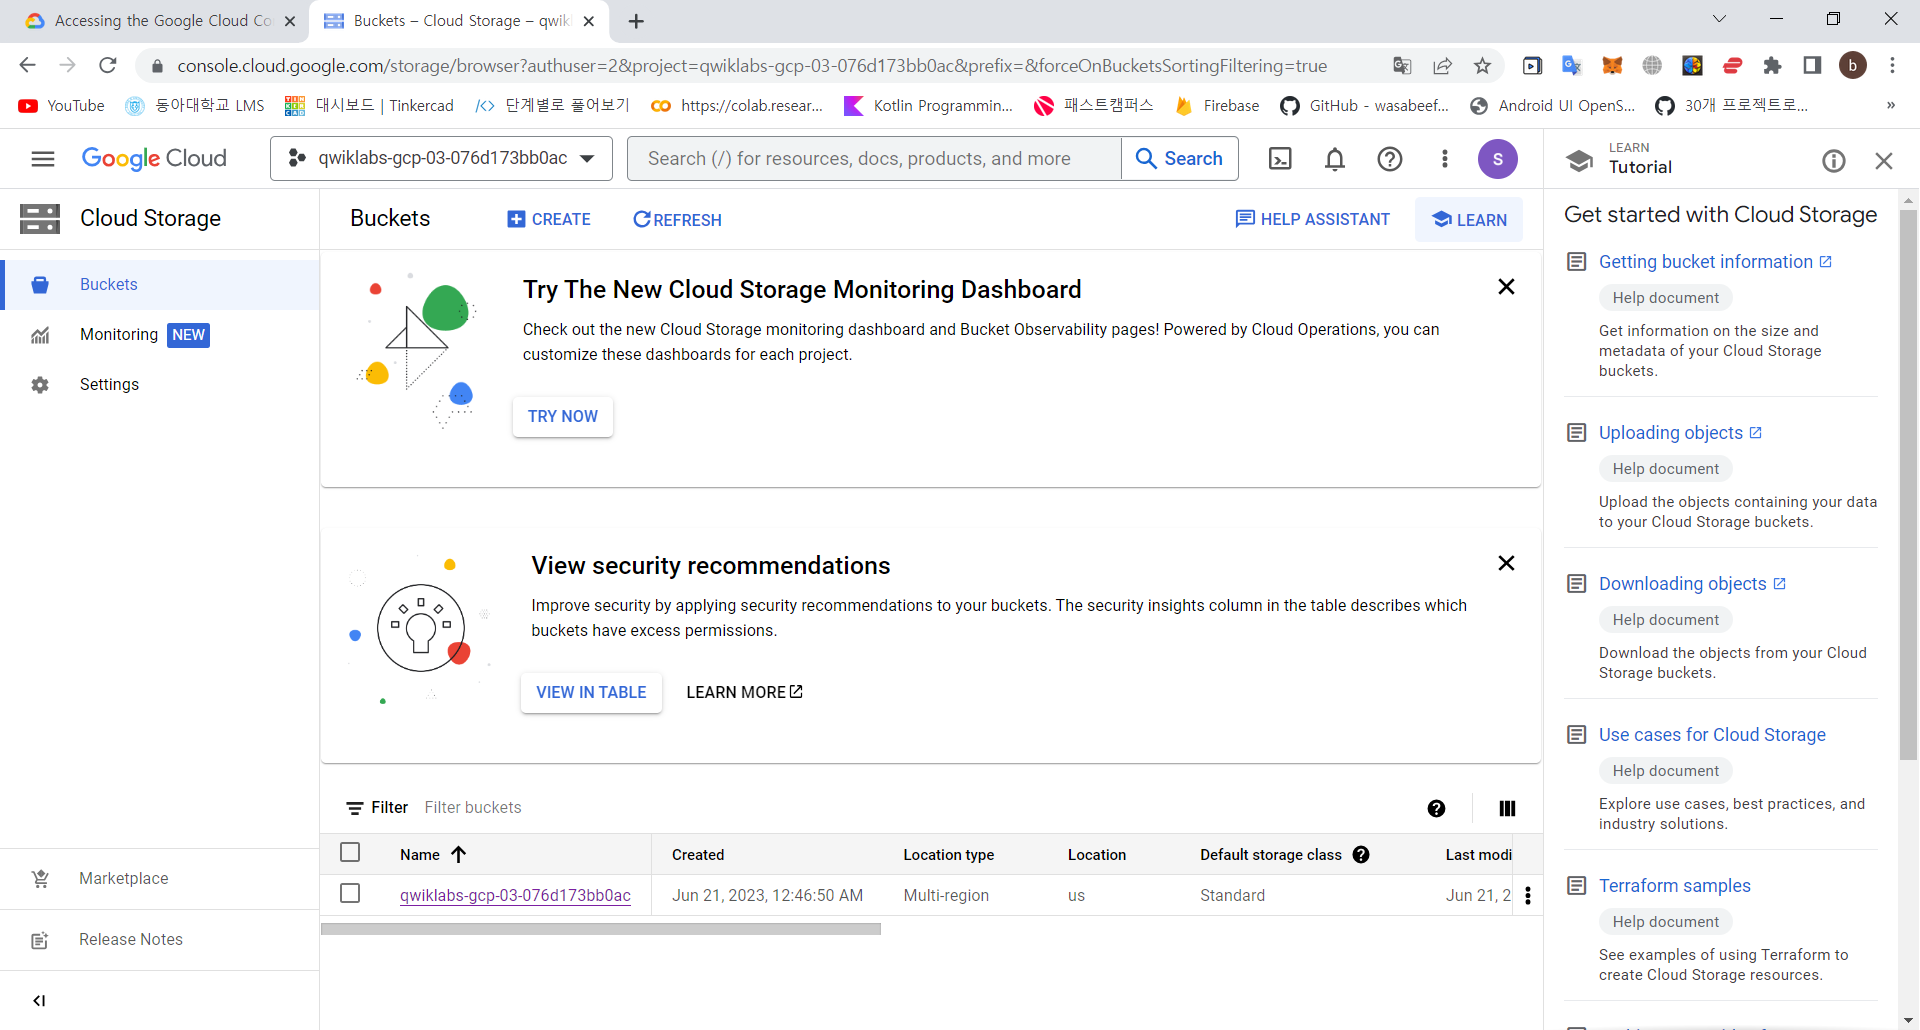 Accessing the Google Cloud Co
Buckets – Cloud Storage – qwik
console.cloud.google.com/storage/browser?authuser=2&project=qwiklabs-gcp-03-076d173bb0ac&prefix=&forceOnBucketsSortingFiltering=true
b
YouTube
동아대학교 LMS
대시보드 | Tinkercad
단계별로 풀어보기
https://colab.resear...
Kotlin Programmin...
패스트캠퍼스
Firebase
GitHub - wasabeef...
Android UI OpenS...
30개 프로젝트로...
»
Google Cloud
qwiklabs-gcp-03-076d173bb0ac
Search (/) for resources, docs, products, and more
Search
S
LEARN
Tutorial
Cloud Storage
Buckets
Monitoring NEW
Settings
Marketplace
Release Notes
Buckets
CREATE
REFRESH
HELP ASSISTANT
LEARN
Try The New Cloud Storage Monitoring Dashboard
Check out the new Cloud Storage monitoring dashboard and Bucket Observability pages! Powered by Cloud Operations, you can
customize these dashboards for each project.
TRY NOW
View security recommendations
Improve security by applying security recommendations to your buckets. The security insights column in the table describes which
buckets have excess permissions.
VIEW IN TABLE
LEARN MORE
Filter Filter buckets
Name Created Location type Location Default storage class Last modi
qwiklabs-gcp-03-076d173bb0ac Jun 21, 2023, 12:46:50 AM Multi-region us Standard Jun 21, 2
Get started with Cloud Storage
Getting bucket information
Help document
Get information on the size and
metadata of your Cloud Storage
buckets.
Uploading objects
Help document
Upload the objects containing your data
to your Cloud Storage buckets.
Downloading objects
Help document
Download the objects from your Cloud
Storage buckets.
Use cases for Cloud Storage
Help document
Explore use cases, best practices, and
industry solutions.
Terraform samples
Help document
See examples of using Terraform to
create Cloud Storage resources.